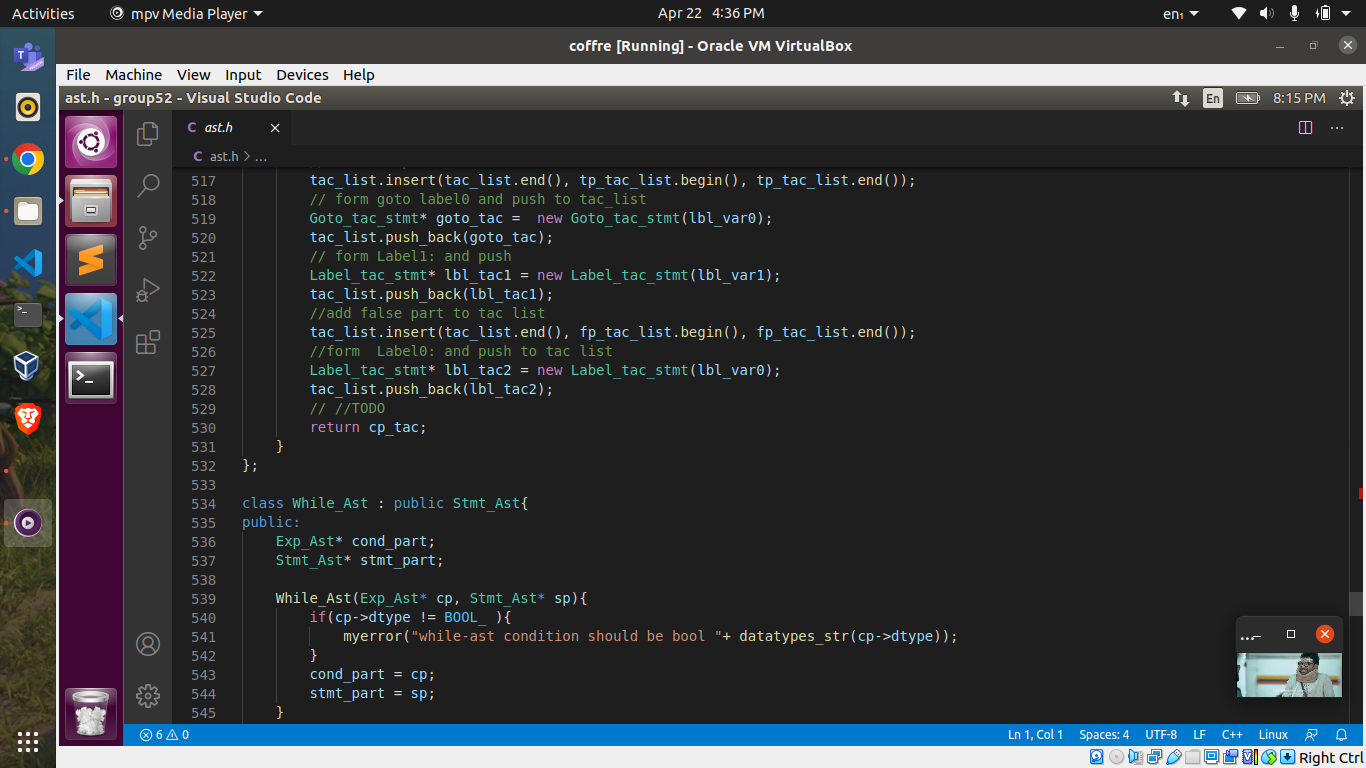 Activities
mpv Media Player
Apr 22 4:36 PM
en₁
coffre [Running] - Oracle VM VirtualBox
File Machine View Input Devices Help
ast.h - group52 - Visual Studio Code
En
8:15 PM
C ast.h
C ast.h > ...
517 tac_list.insert(tac_list.end(), tp_tac_list.begin(), tp_tac_list.end());
518 // form goto label0 and push to tac_list
519 Goto_tac_stmt* goto_tac =  new Goto_tac_stmt(lbl_var0);
520 tac_list.push_back(goto_tac);
521 // form Label1: and push
522 Label_tac_stmt* lbl_tac1 = new Label_tac_stmt(lbl_var1);
523 tac_list.push_back(lbl_tac1);
524 //add false part to tac list
525 tac_list.insert(tac_list.end(), fp_tac_list.begin(), fp_tac_list.end());
526 //form  Label0: and push to tac list
527 Label_tac_stmt* lbl_tac2 = new Label_tac_stmt(lbl_var0);
528 tac_list.push_back(lbl_tac2);
529 // //TODO
530 return cp_tac;
531 }
532 };
533
534 class While_Ast : public Stmt_Ast{
535 public:
536 Exp_Ast* cond_part;
537 Stmt_Ast* stmt_part;
538
539 While_Ast(Exp_Ast* cp, Stmt_Ast* sp){
540 if(cp->dtype != BOOL_ ){
541 myerror("while-ast condition should be bool "+ datatypes_str(cp->dtype));
542 }
543 cond_part = cp;
544 stmt_part = sp;
545 }
...
6 0
Ln 1, Col 1 Spaces: 4 UTF-8 LF C++ Linux
Right Ctrl